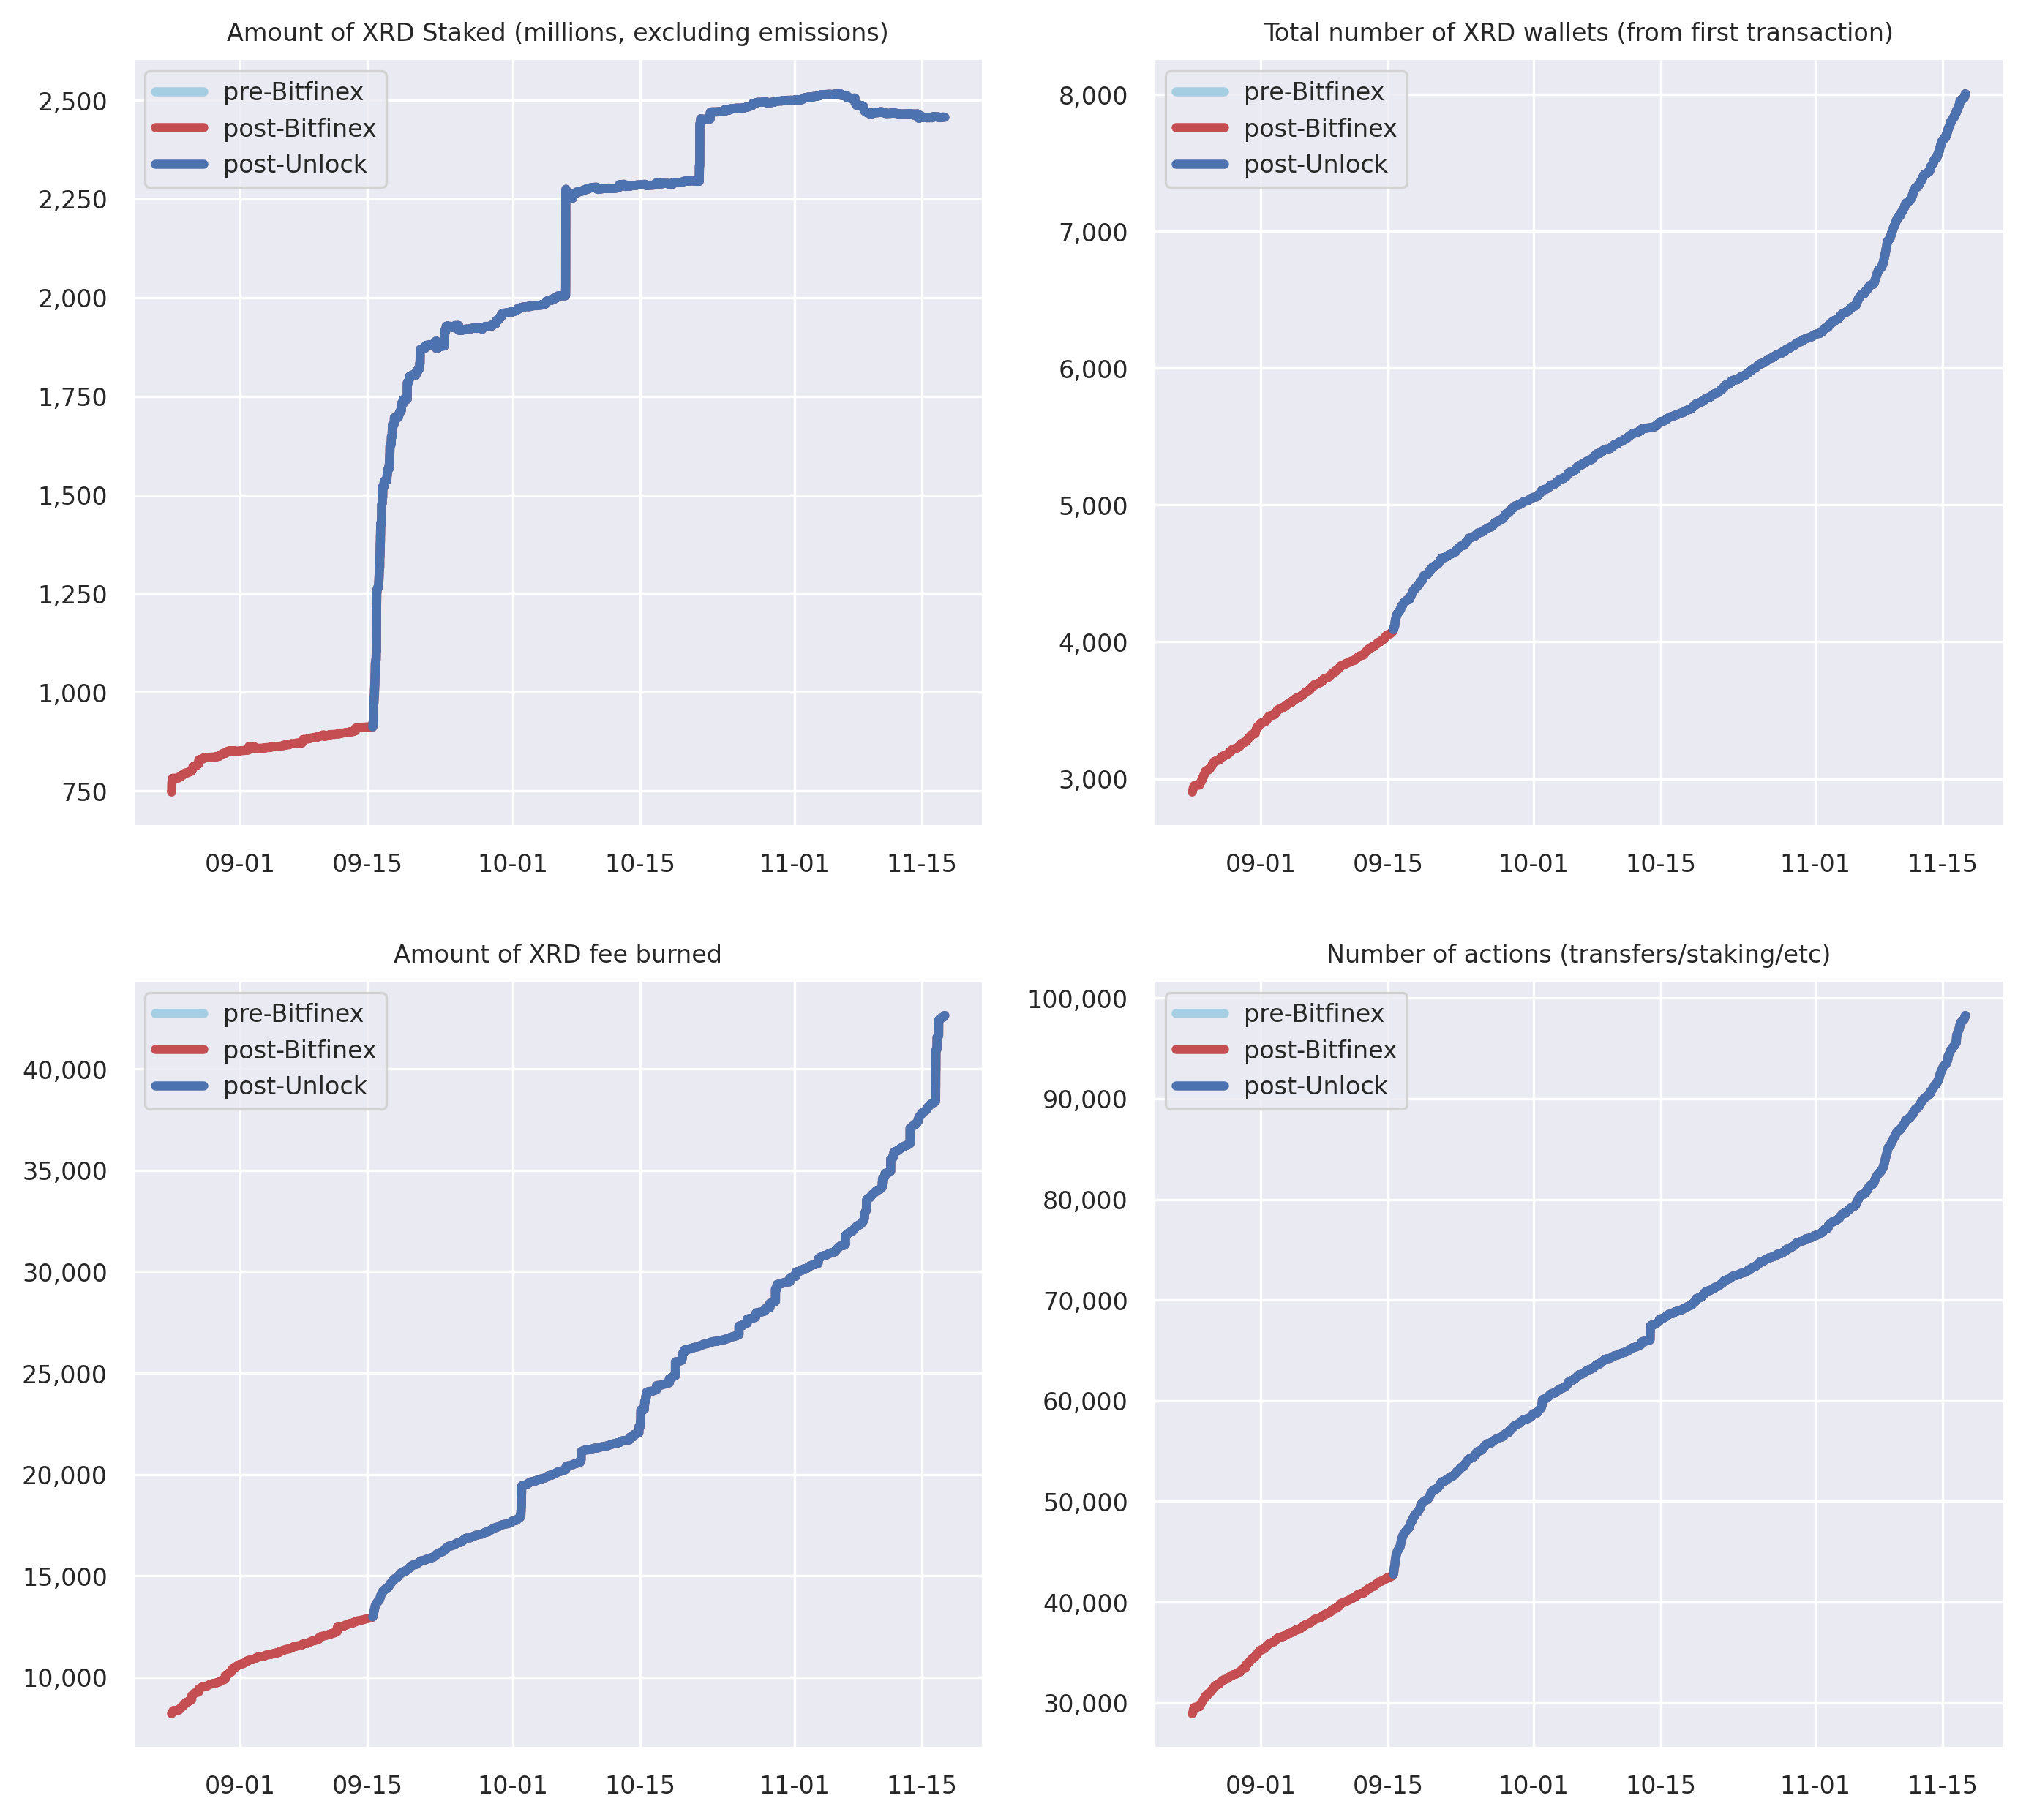 Amount of XRD Staked (millions, excluding emissions)
pre-Bitfinex
post-Bitfinex
post-Unlock
2,500
2,250
2,000
1,750
1,500
1,250
1,000
750
09-01 09-15 10-01 10-15 11-01 11-15
Total number of XRD wallets (from first transaction)
pre-Bitfinex
post-Bitfinex
post-Unlock
8,000
7,000
6,000
5,000
4,000
3,000
09-01 09-15 10-01 10-15 11-01 11-15
Amount of XRD fee burned
pre-Bitfinex
post-Bitfinex
post-Unlock
40,000
35,000
30,000
25,000
20,000
15,000
10,000
09-01 09-15 10-01 10-15 11-01 11-15
Number of actions (transfers/staking/etc)
pre-Bitfinex
post-Bitfinex
post-Unlock
100,000
90,000
80,000
70,000
60,000
50,000
40,000
30,000
09-01 09-15 10-01 10-15 11-01 11-15